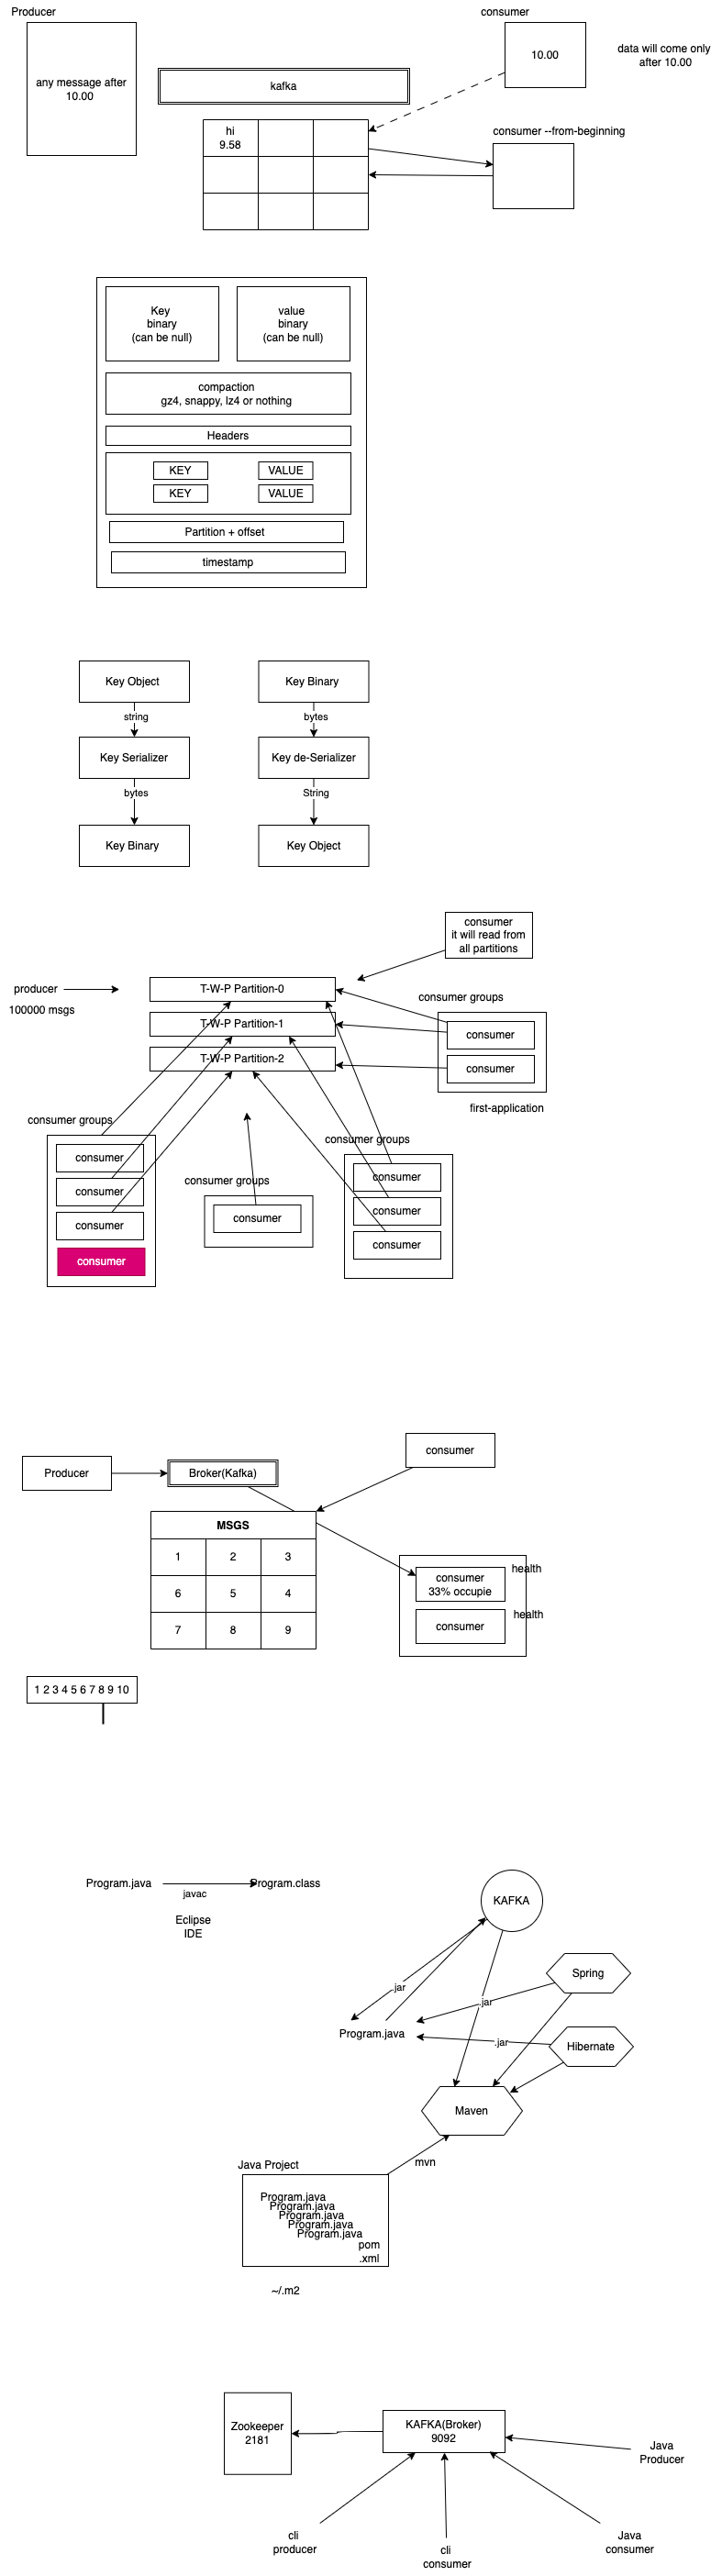 Producer
consumer
any message after
10.00
kafka
10.00
data will come only
after 10.00
hi
9.58
consumer --from-beginning
Key
binary
(can be null)
value
binary
(can be null)
compaction
gz4, snappy, lz4 or nothing
Headers
KEY
VALUE
KEY
VALUE
Partition + offset
timestamp
Key Object
Key Binary
string
bytes
Key Serializer
Key de-Serializer
bytes
String
Key Binary
Key Object
consumer
it will read from
all partitions
producer
100000 msgs
T-W-P Partition-0
T-W-P Partition-1
T-W-P Partition-2
consumer groups
consumer
consumer
first-application
consumer groups
consumer
consumer
consumer
consumer
consumer groups
consumer
consumer groups
consumer
consumer
consumer
Producer
Broker(Kafka)
consumer
MSGS
1 2 3
6 5 4
7 8 9
consumer
33% occupie
health
consumer
health
1 2 3 4 5 6 7 8 9 10
Program.java
javac
Program.class
Eclipse
IDE
KAFKA
.jar
Spring
.jar
Program.java
.jar
Hibernate
Maven
mvn
Java Project
Program.java
Program.java
Program.java
Program.java
Program.java
pom
.xml
~/.m2
Zookeeper
2181
KAFKA(Broker)
9092
Java
Producer
cli
producer
cli
consumer
Java
consumer